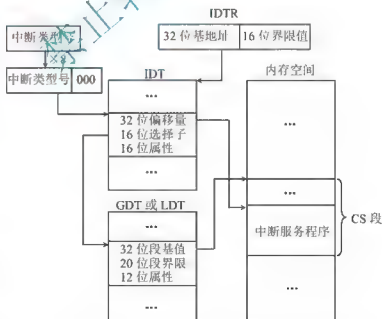 IDTR
32 位基地址 16 位界限值
中断类型号
中断类型号 000
IDT
内存空间
...
...
32 位偏移量
16 位选择子
16 位属性
...
GDT 或 LDT
...
...
32 位段基值
20 位段界限
12 位属性
...
中断服务程序
CS 段
...